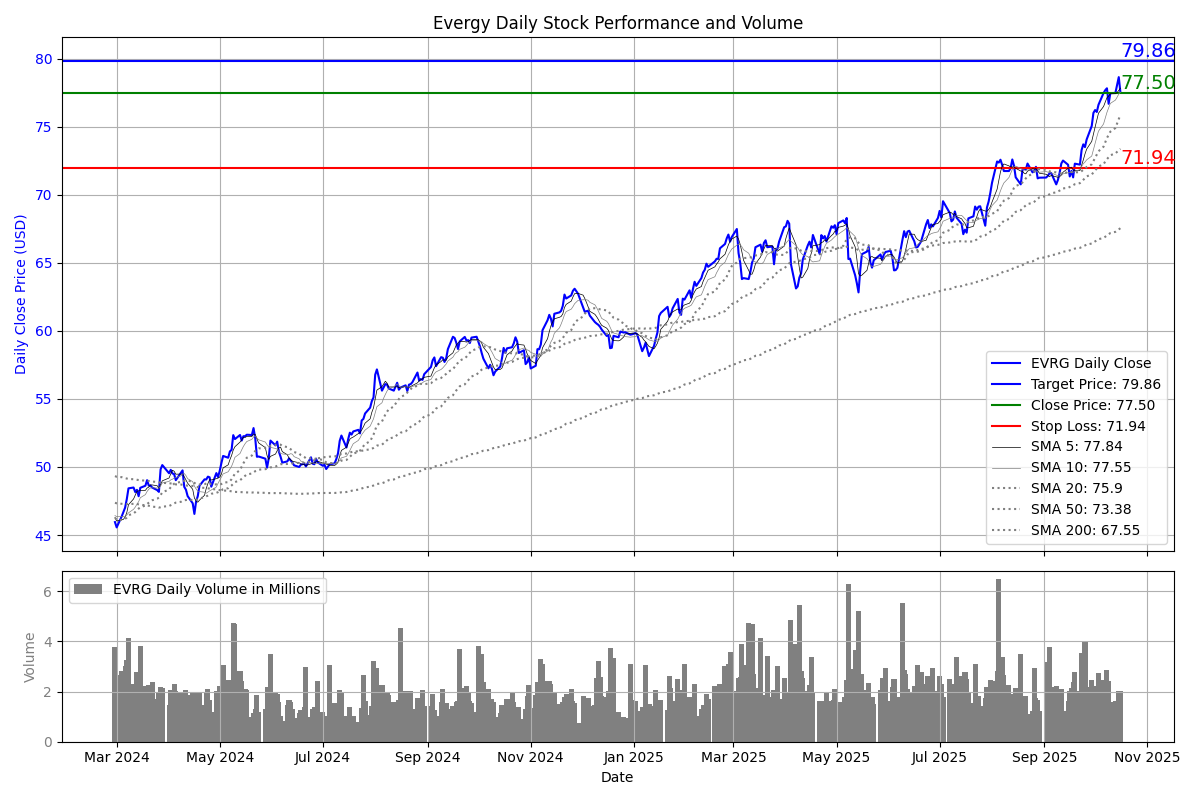 Evergy Daily Stock Performance and Volume
80
75
70
65
60
55
50
45
Daily Close Price (USD)
79.86
77.50
71.94
EVRG Daily Close
Target Price: 79.86
Close Price: 77.50
Stop Loss: 71.94
SMA 5: 77.84
SMA 10: 77.55
SMA 20: 75.9
SMA 50: 73.38
SMA 200: 67.55
EVRG Daily Volume in Millions
6
4
2
0
Volume
Mar 2024 May 2024 Jul 2024 Sep 2024 Nov 2024 Jan 2025 Mar 2025 May 2025 Jul 2025 Sep 2025 Nov 2025
Date